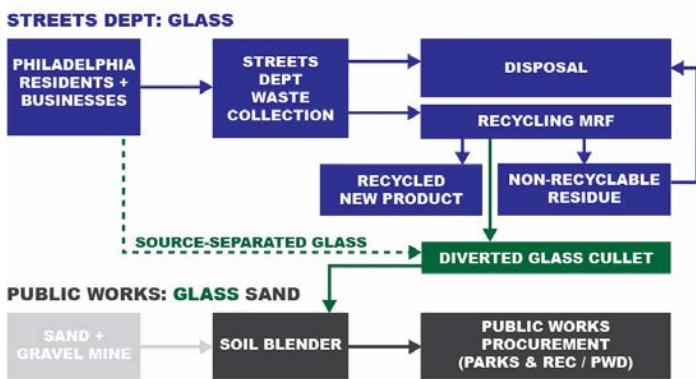 STREETS DEPT: GLASS
PHILADELPHIA
RESIDENTS +
BUSINESSES
STREETS
DEPT
WASTE
COLLECTION
DISPOSAL
RECYCLING MRF
RECYCLED
NEW PRODUCT
NON-RECYCLABLE
RESIDUE
SOURCE-SEPARATED GLASS
DIVERTED GLASS CULLET
PUBLIC WORKS: GLASS SAND
SAND +
GRAVEL MINE
SOIL BLENDER
PUBLIC WORKS
PROCUREMENT
(PARKS & REC / PWD)